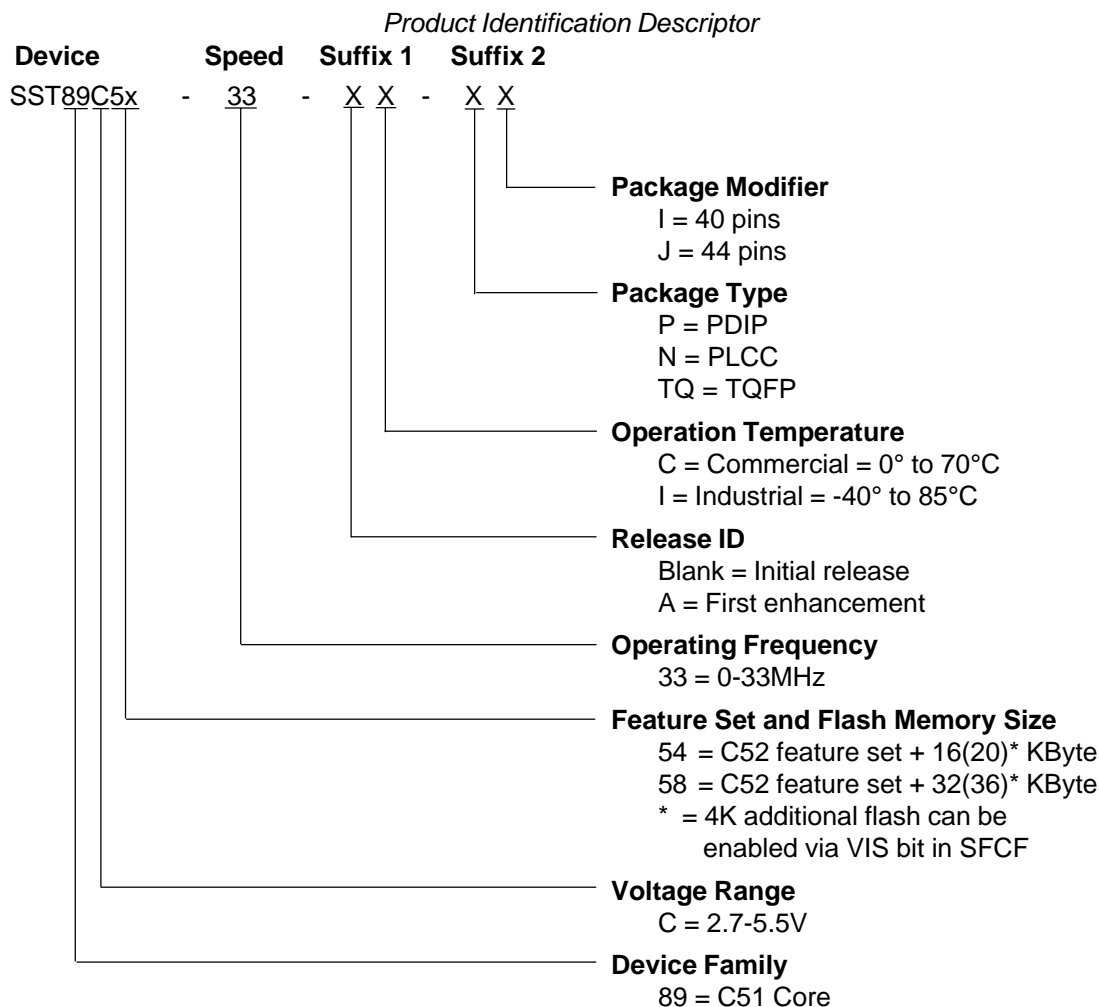 Product Identification Descriptor
Device Speed Suffix 1 Suffix 2
SST89C5x - 33 - X X - X X
Package Modifier
I = 40 pins
J = 44 pins
Package Type
P = PDIP
N = PLCC
TQ = TQFP
Operation Temperature
C = Commercial = 0° to 70°C
I = Industrial = -40° to 85°C
Release ID
Blank = Initial release
A = First enhancement
Operating Frequency
33 = 0-33MHz
Feature Set and Flash Memory Size
54 = C52 feature set + 16(20)* KByte
58 = C52 feature set + 32(36)* KByte
* = 4K additional flash can be
enabled via VIS bit in SFCF
Voltage Range
C = 2.7-5.5V
Device Family
89 = C51 Core